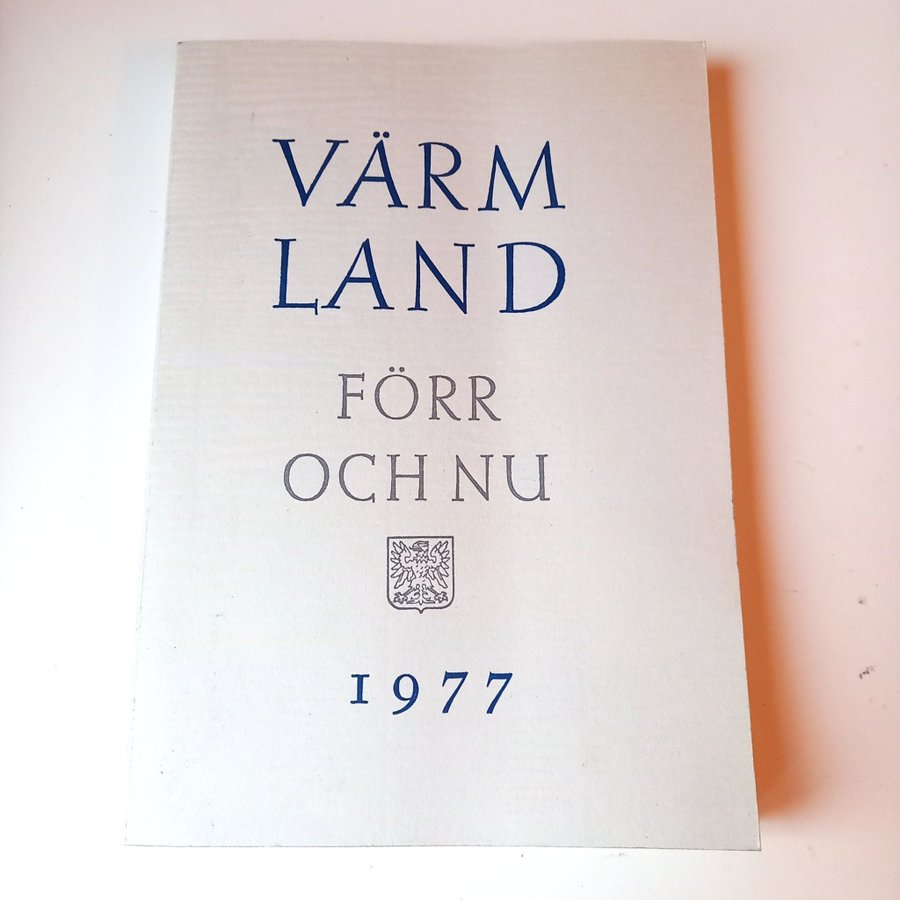 VÄRM
LAND
FÖRR
OCH NU
1977